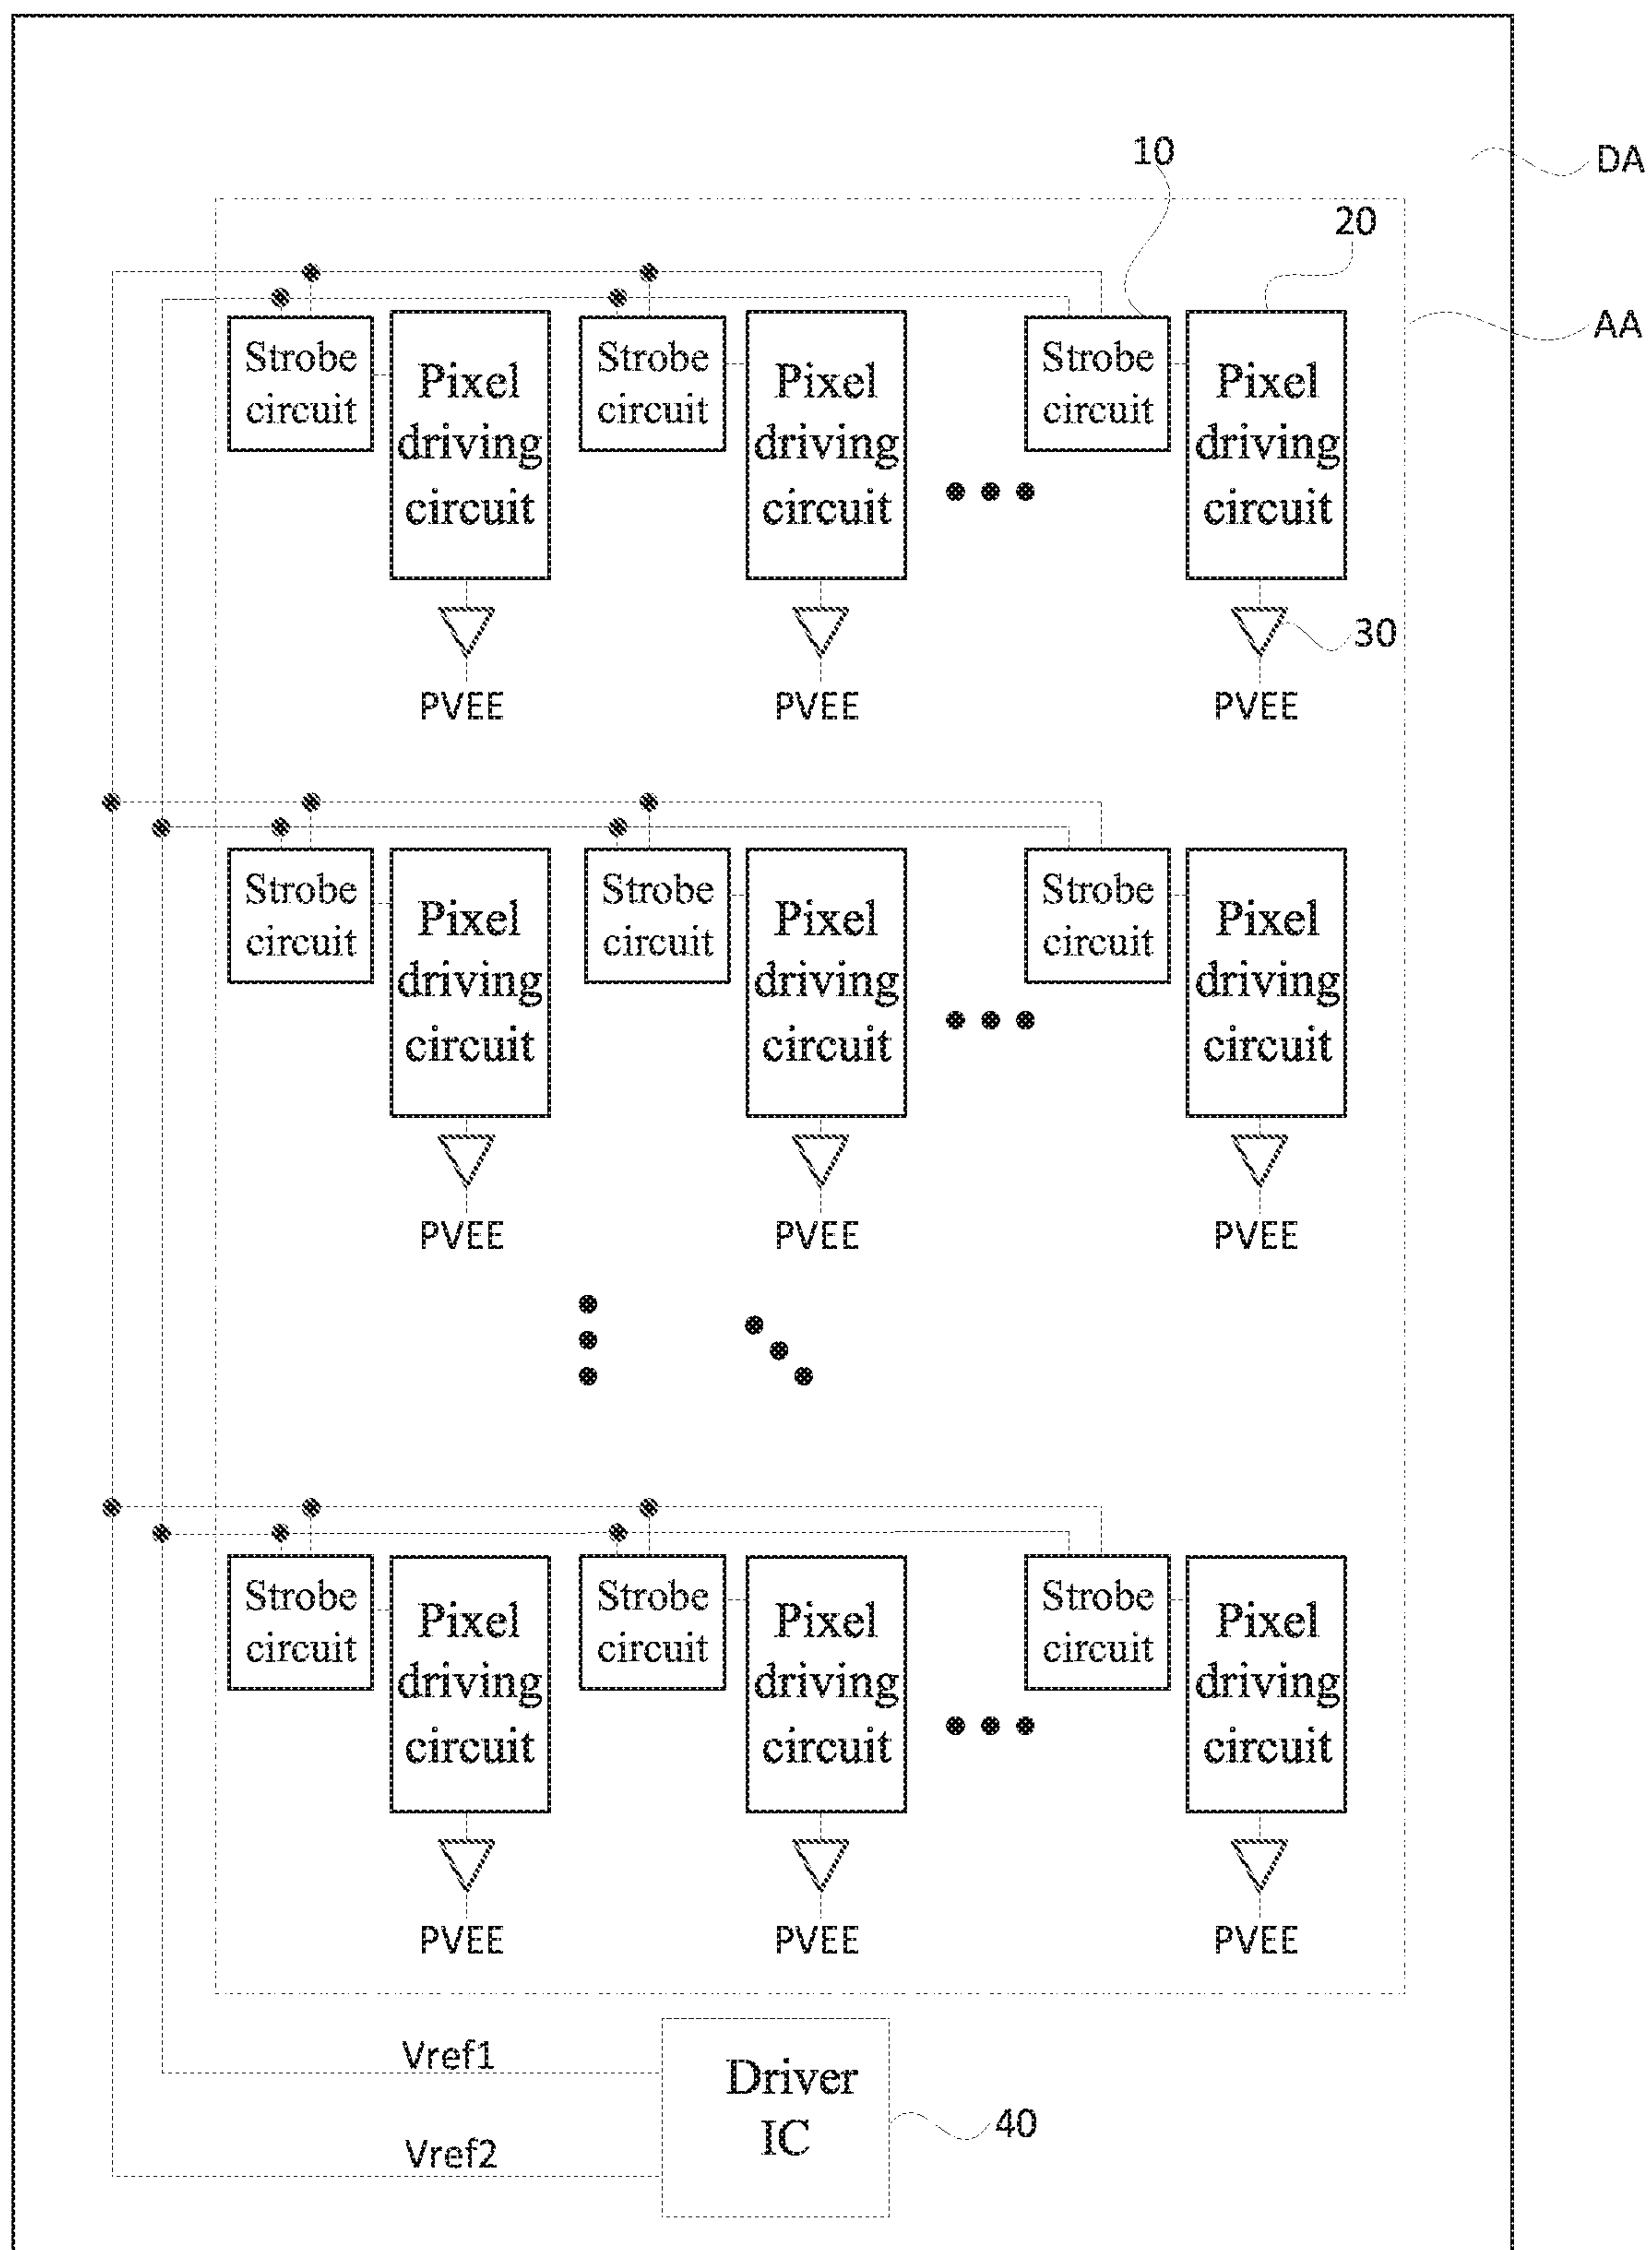 10
DA
20
AA
Strobe
circuit
Pixel
driving
circuit
Strobe
circuit
Pixel
driving
circuit
Strobe
circuit
Pixel
driving
circuit
30
PVEE
PVEE
PVEE
Strobe
circuit
Pixel
driving
circuit
Strobe
circuit
Pixel
driving
circuit
Strobe
circuit
Pixel
driving
circuit
PVEE
PVEE
PVEE
Strobe
circuit
Pixel
driving
circuit
Strobe
circuit
Pixel
driving
circuit
Strobe
circuit
Pixel
driving
circuit
PVEE
PVEE
PVEE
Vref1
Vref2
Driver
IC
40